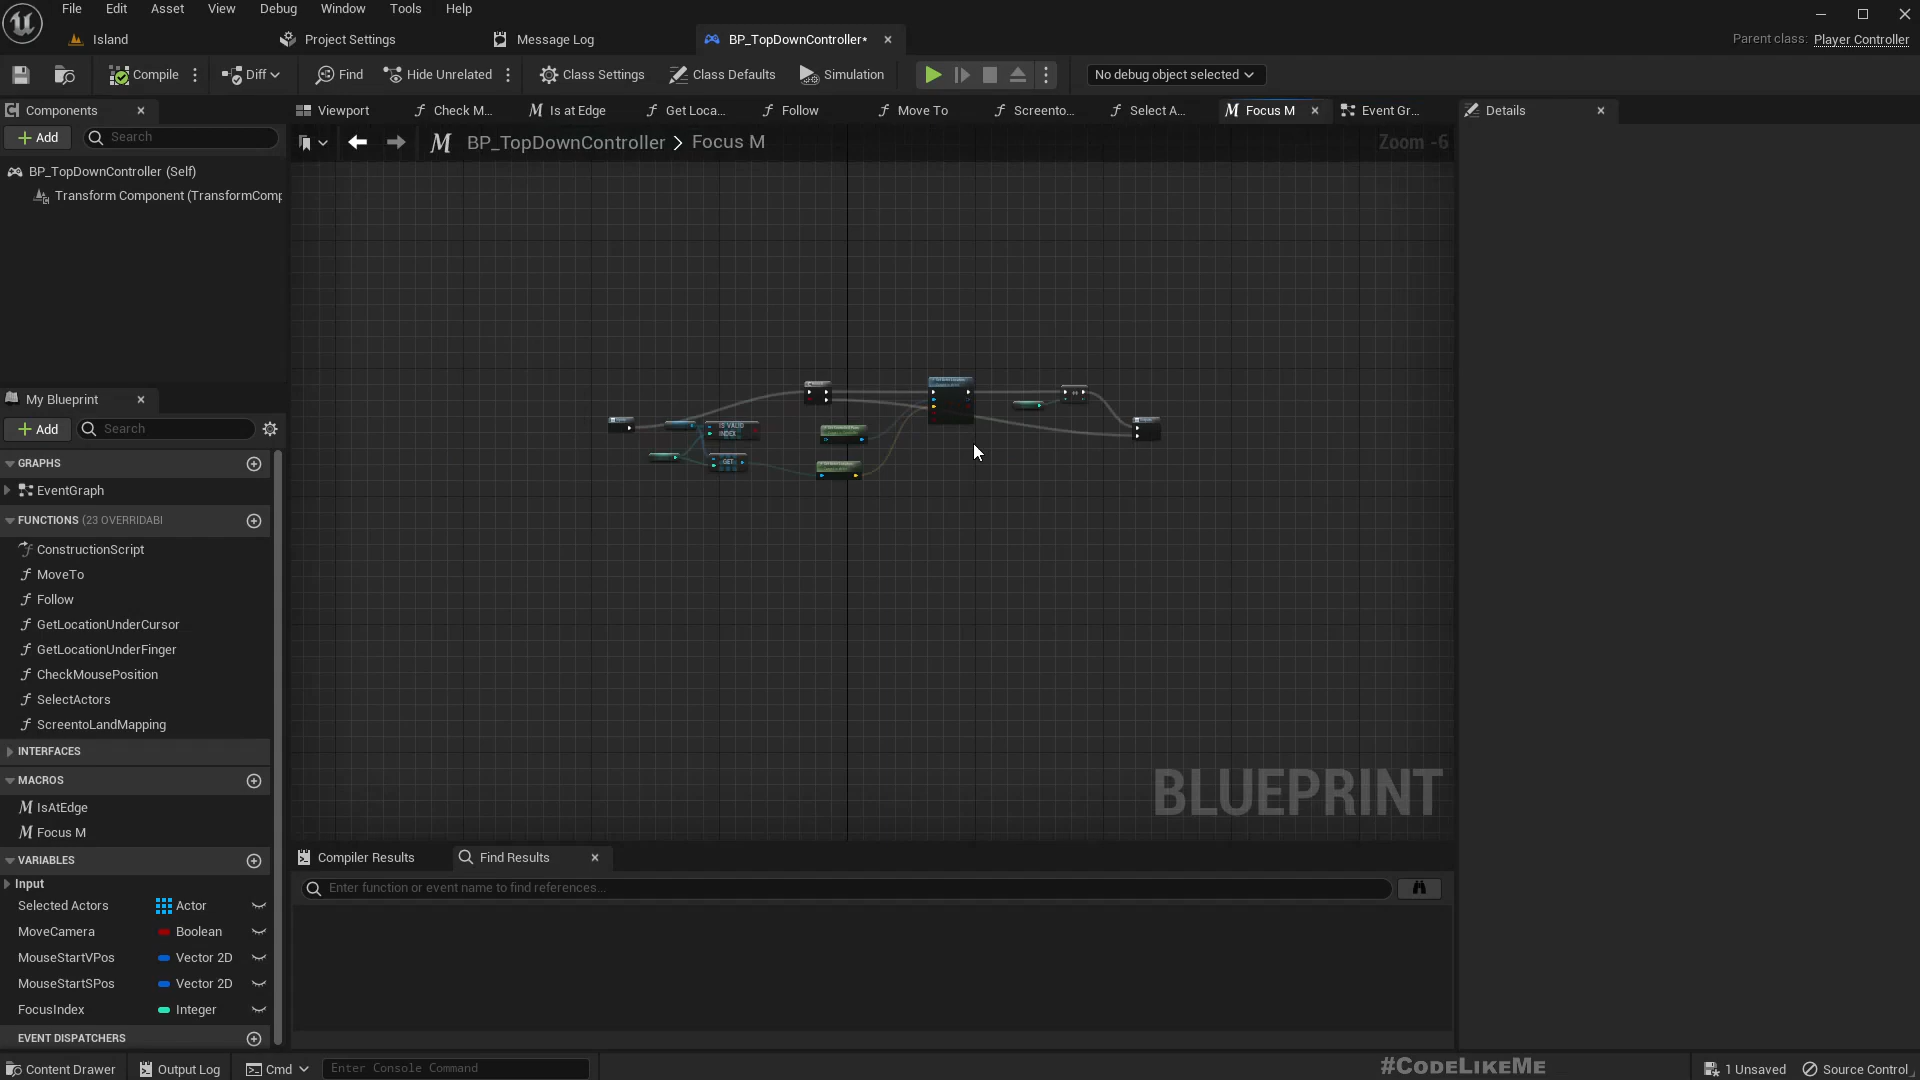 File Edit Asset View Debug Window Tools Help
Island
Project Settings
Message Log
BP_TopDownController*
Parent class: Player Controller
Compile
Diff
Find
Hide Unrelated
Class Settings
Class Defaults
Simulation
No debug object selected
Components
Viewport
Check M...
Is at Edge
Get Loca...
Follow
Move To
Screento...
Select A...
Focus M
Event Gr...
Details
+ Add
Search
BP_TopDownController > Focus M
Zoom -6
BP_TopDownController (Self)
Transform Component (TransformComp
IS VALID
INDEX
GET
My Blueprint
+ Add
Search
GRAPHS
EventGraph
FUNCTIONS (23 OVERRIDABI
ConstructionScript
MoveTo
Follow
GetLocationUnderCursor
GetLocationUnderFinger
CheckMousePosition
SelectActors
ScreentoLandMapping
INTERFACES
MACROS
IsAtEdge
Focus M
VARIABLES
Input
Selected Actors Actor
MoveCamera Boolean
MouseStartVPos Vector 2D
MouseStartSPos Vector 2D
FocusIndex Integer
EVENT DISPATCHERS
BLUEPRINT
Compiler Results
Find Results
Enter function or event name to find references...
Content Drawer
Output Log
Cmd
Enter Console Command
#CodeLikeMe
1 Unsaved
Source Control